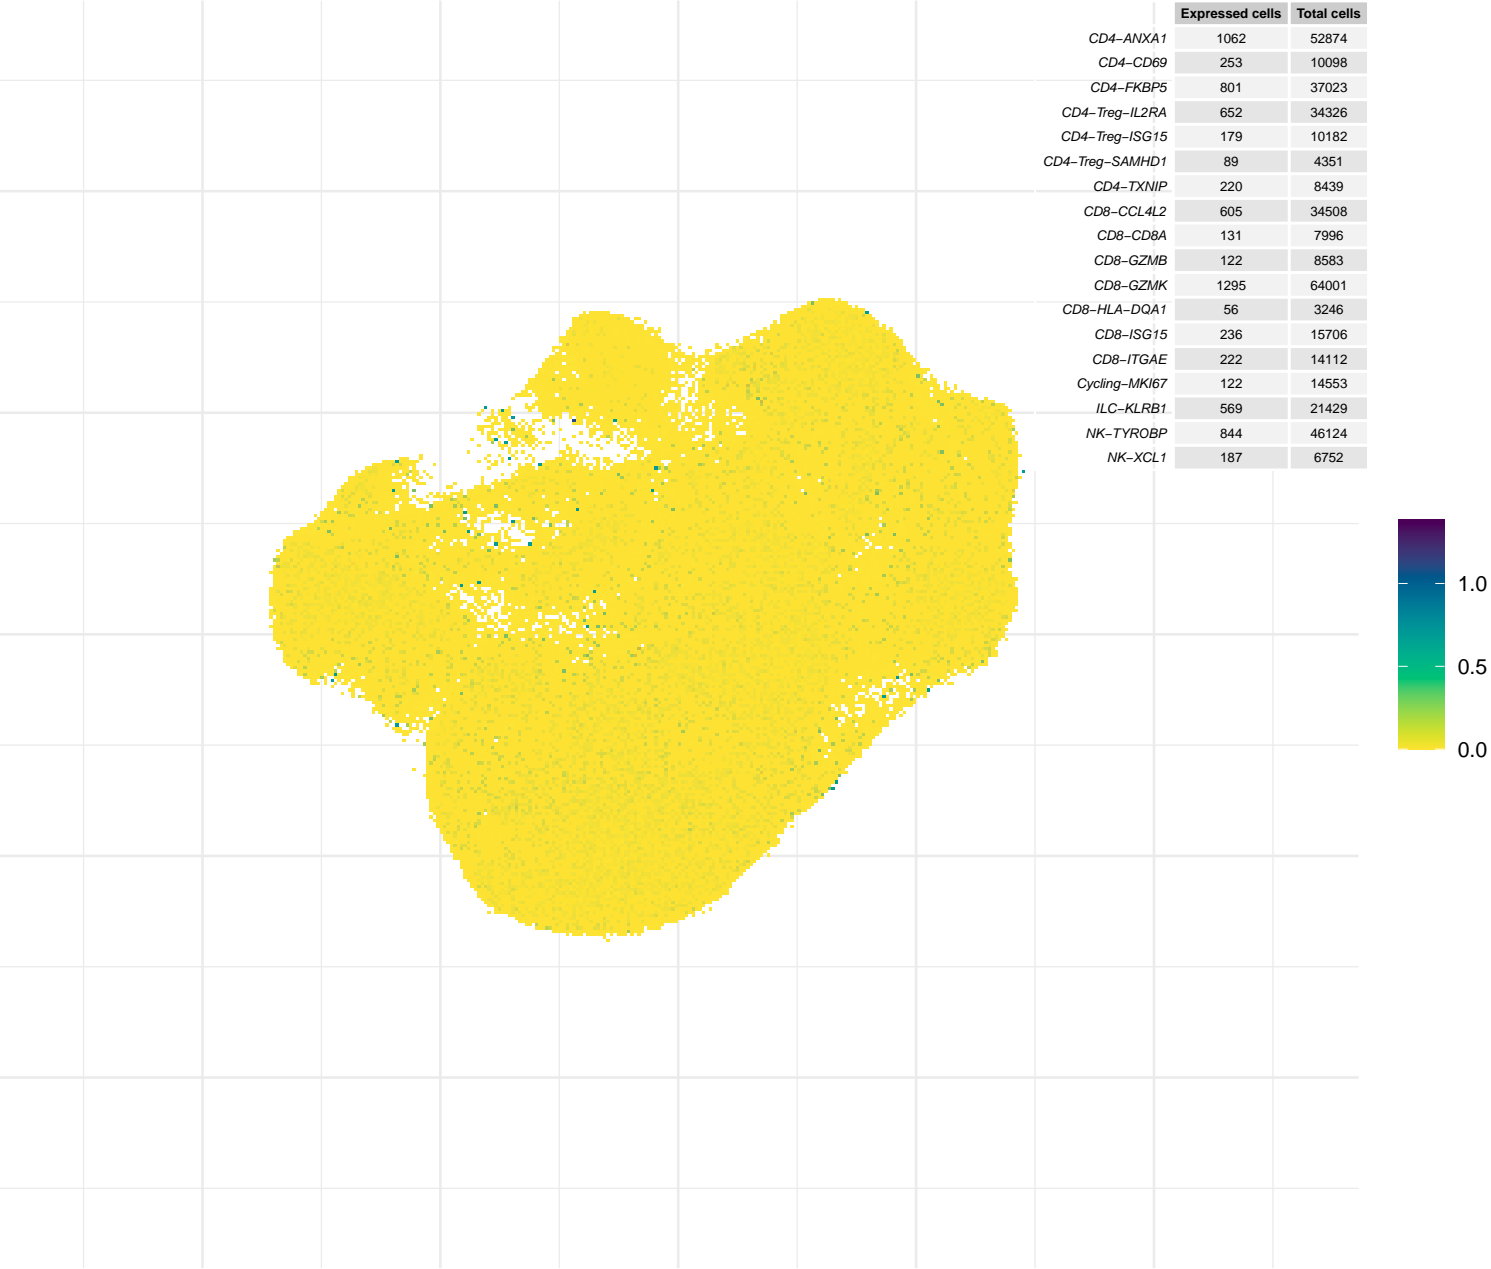 Expressed cells Total cells
CD4−ANXA1 1062 52874
CD4−CD69 253 10098
CD4−FKBP5 801 37023
CD4−Treg−IL2RA 652 34326
CD4−Treg−ISG15 179 10182
CD4−Treg−SAMHD1 89 4351
CD4−TXNIP 220 8439
CD8−CCL4L2 605 34508
CD8−CD8A 131 7996
CD8−GZMB 122 8583
CD8−GZMK 1295 64001
CD8−HLA−DQA1 56 3246
CD8−ISG15 236 15706
CD8−ITGAE 222 14112
Cycling−MKI67 122 14553
ILC−KLRB1 569 21429
NK−TYROBP 844 46124
NK−XCL1 187 6752
1.0
0.5
0.0